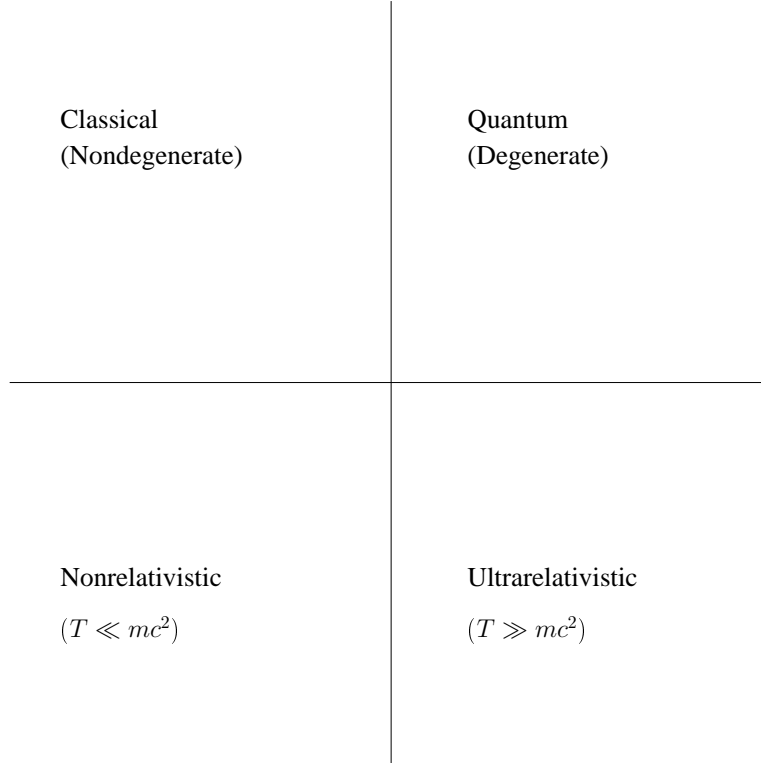 Classical
(Nondegenerate)
Quantum
(Degenerate)
Nonrelativistic
(T ≪ mc²)
Ultrarelativistic
(T ≫ mc²)